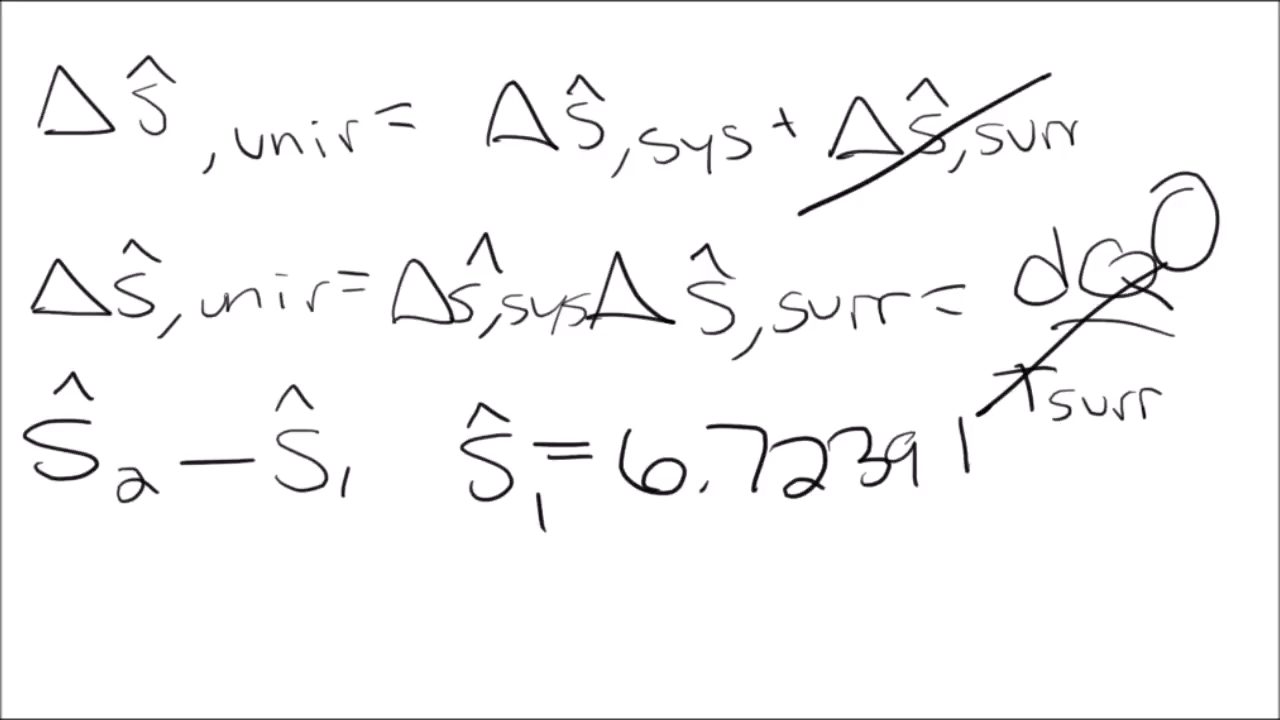 ΔŜ,univ = ΔŜ,sys + ΔŜ,surr
ΔŜ,univ = ΔŜ,sys ΔŜ,surr = dQ/Tsurr 0
Ŝ2 - Ŝ1 Ŝ1 = 6.72391